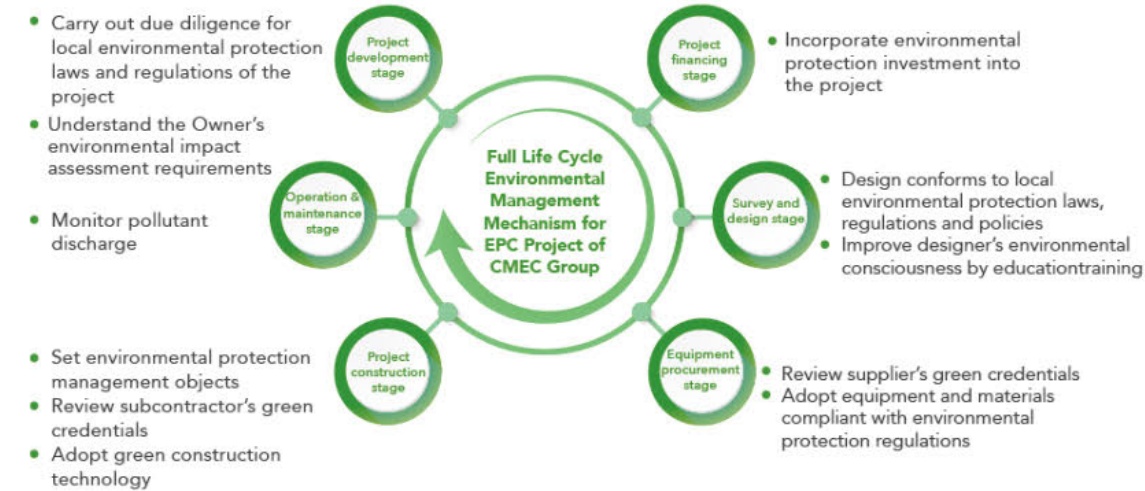 • Carry out due diligence for
local environmental protection
laws and regulations of the
project
• Understand the Owner's
environmental impact
assessment requirements
Project
development
stage
Project
financing
stage
• Incorporate environmental
protection investment into
the project
Full Life Cycle
Environmental
Management
Mechanism for
EPC Project of
CMEC Group
• Monitor pollutant
discharge
Operation &
maintenance
stage
Survey and
design stage
• Design conforms to local
environmental protection laws,
regulations and policies
• Improve designer's environmental
consciousness by educationtraining
• Set environmental protection
management objects
• Review subcontractor's green
credentials
• Adopt green construction
technology
Project
construction
stage
Equipment
procurement
stage
• Review supplier's green credentials
• Adopt equipment and materials
compliant with environmental
protection regulations